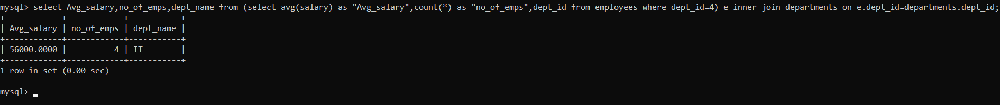 mysql> select Avg_salary,no_of_emps,dept_name from (select avg(salary) as "Avg_salary",count(*) as "no_of_emps",dept_id from employees where dept_id=4) e inner join departments on e.dept_id=departments.dept_id;
+------------+------------+-----------+
| Avg_salary | no_of_emps | dept_name |
+------------+------------+-----------+
| 56000.0000 |          4 | IT        |
+------------+------------+-----------+
1 row in set (0.00 sec)
mysql>